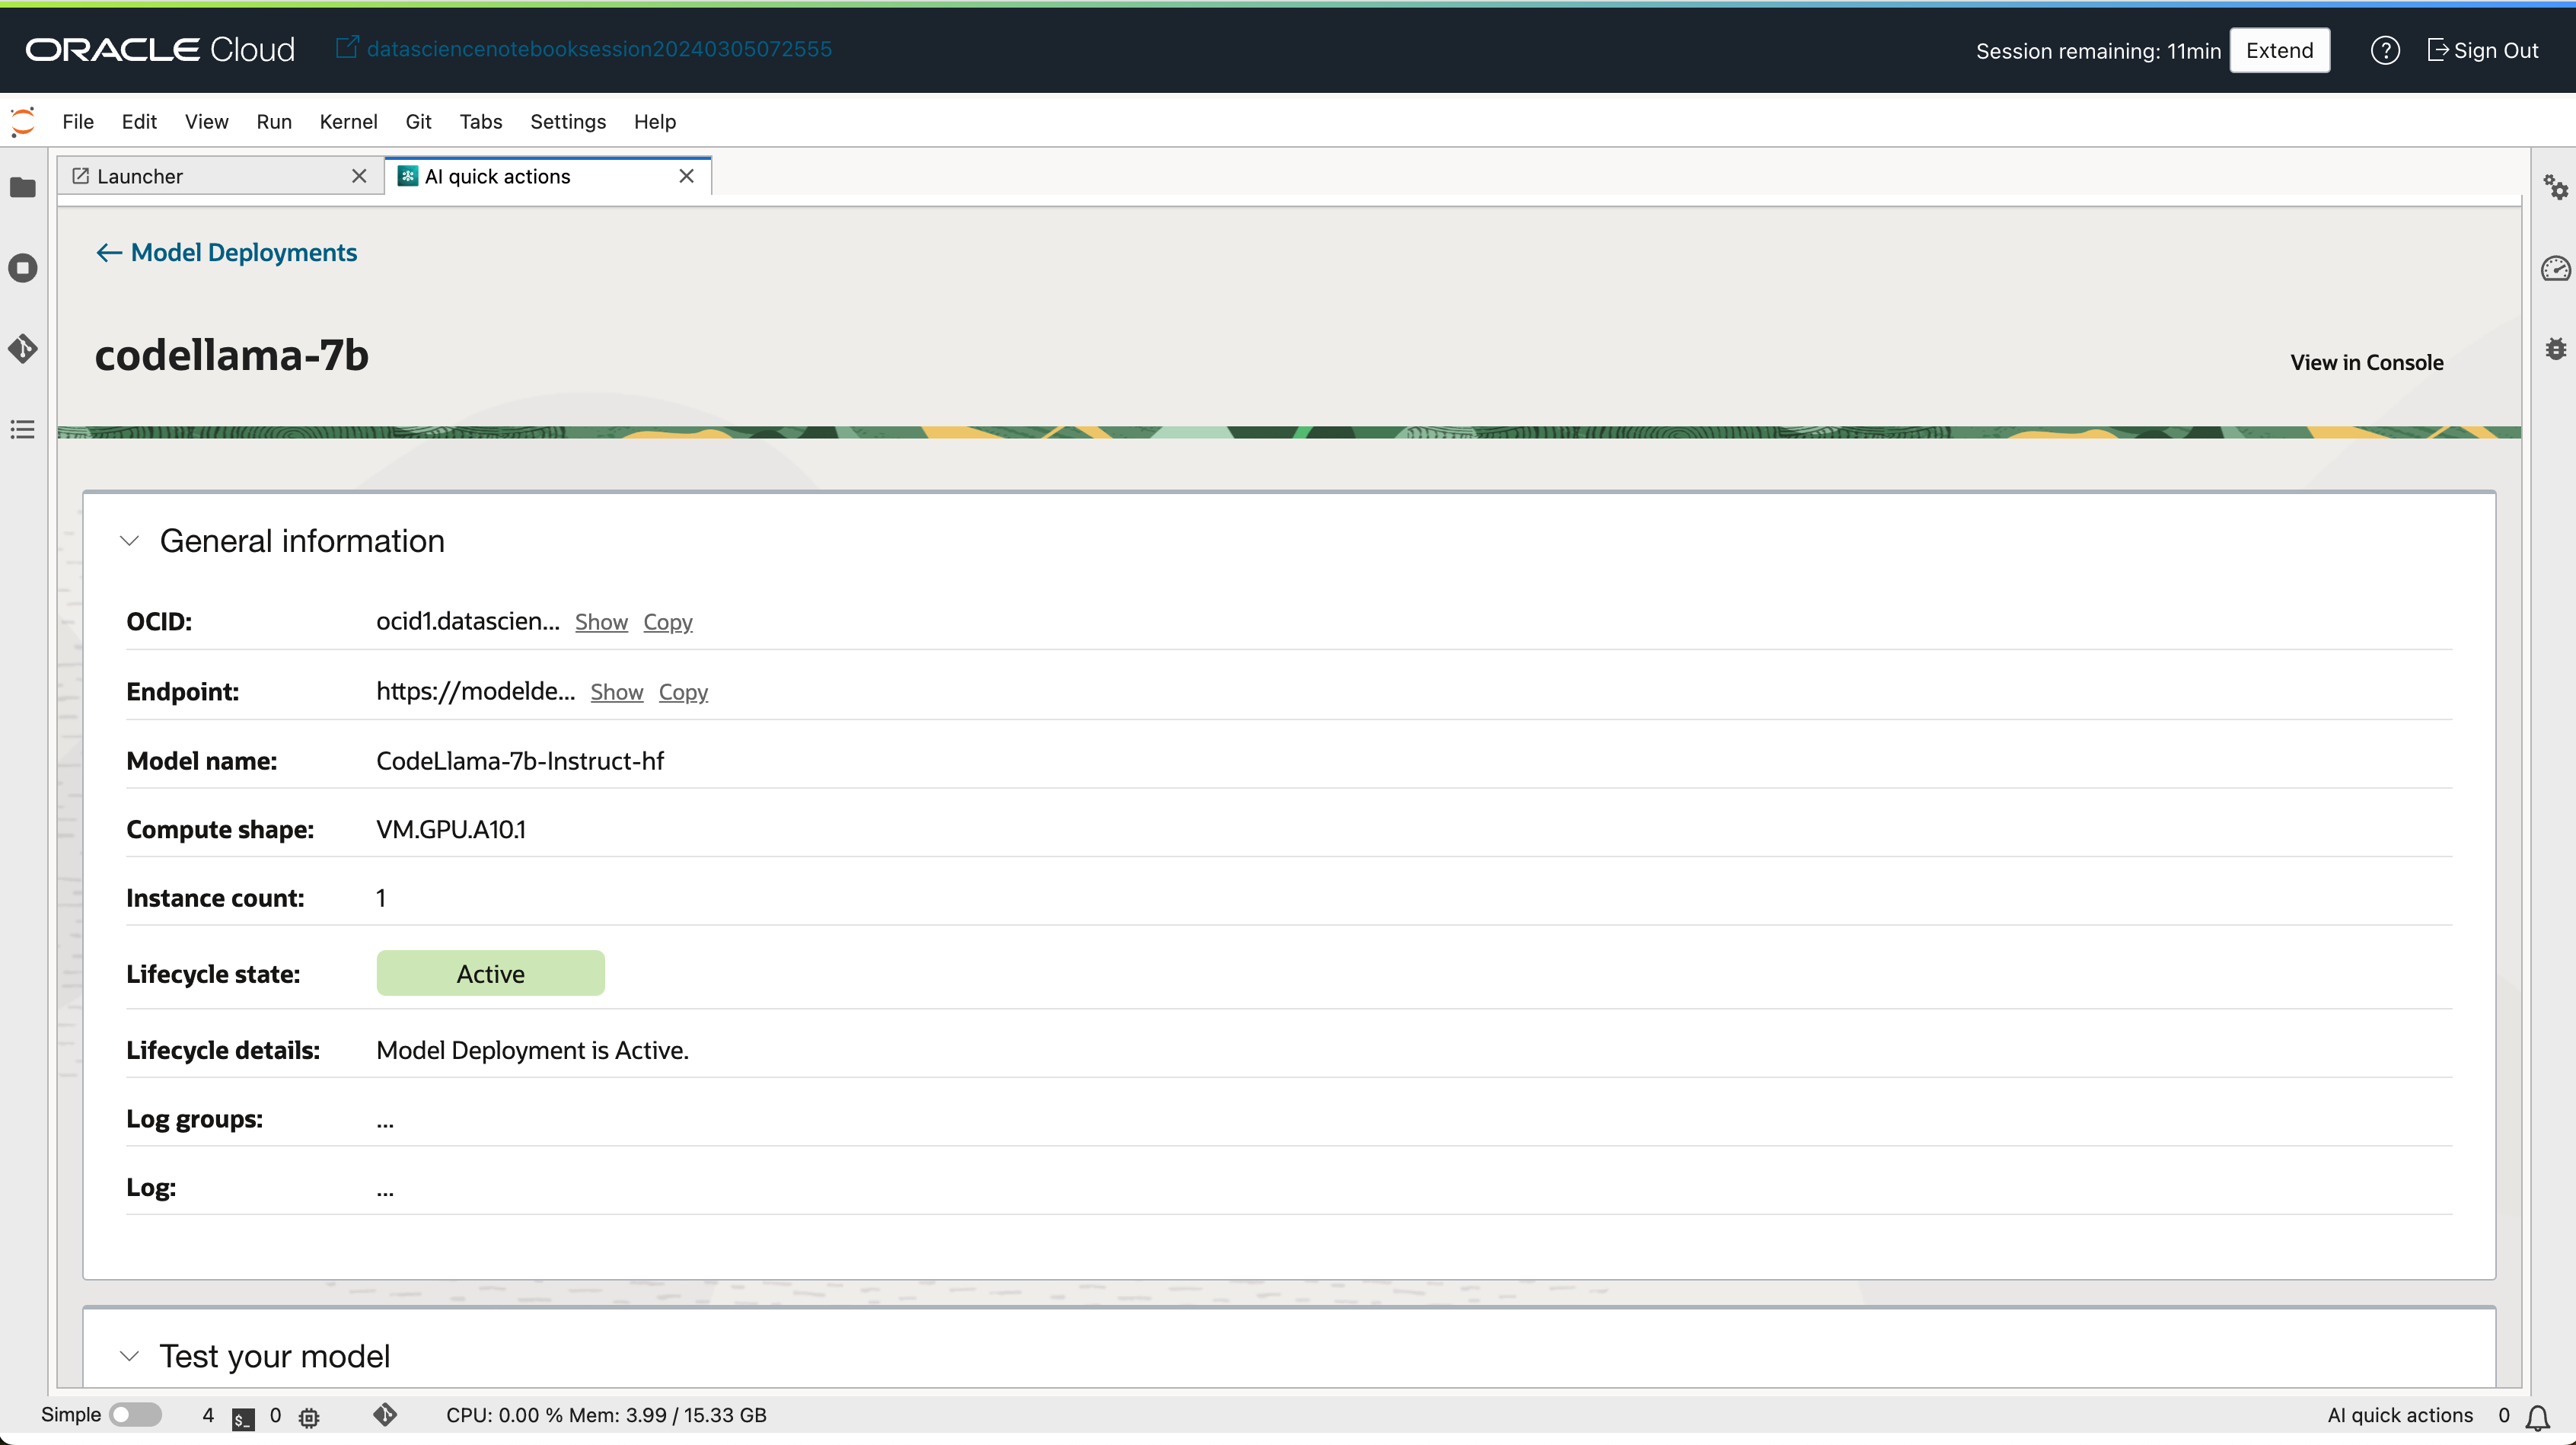 ORACLE Cloud datasciencenotebooksession20240305072555 Session remaining: 11min Extend ? Sign Out
File Edit View Run Kernel Git Tabs Settings Help
Launcher AI quick actions
← Model Deployments
codellama-7b View in Console
General information
OCID: ocid1.datascien... Show Copy
Endpoint: https://modelde... Show Copy
Model name: CodeLlama-7b-Instruct-hf
Compute shape: VM.GPU.A10.1
Instance count: 1
Lifecycle state: Active
Lifecycle details: Model Deployment is Active.
Log groups: ...
Log: ...
Test your model
Simple 4 $_ 0 CPU: 0.00 % Mem: 3.99 / 15.33 GB AI quick actions 0